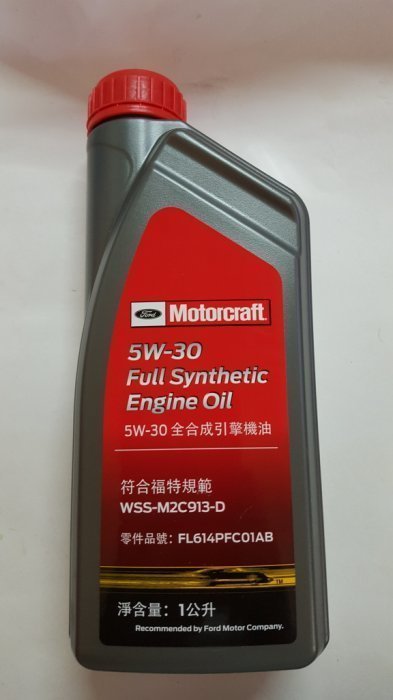 Ford Motorcraft
5W-30
Full Synthetic
Engine Oil
5W-30 全合成引擎機油
符合福特規範
WSS-M2C913-D
零件品號：FL614PFC01AB
TM
淨含量：1公升
Recommended by Ford Motor Company.